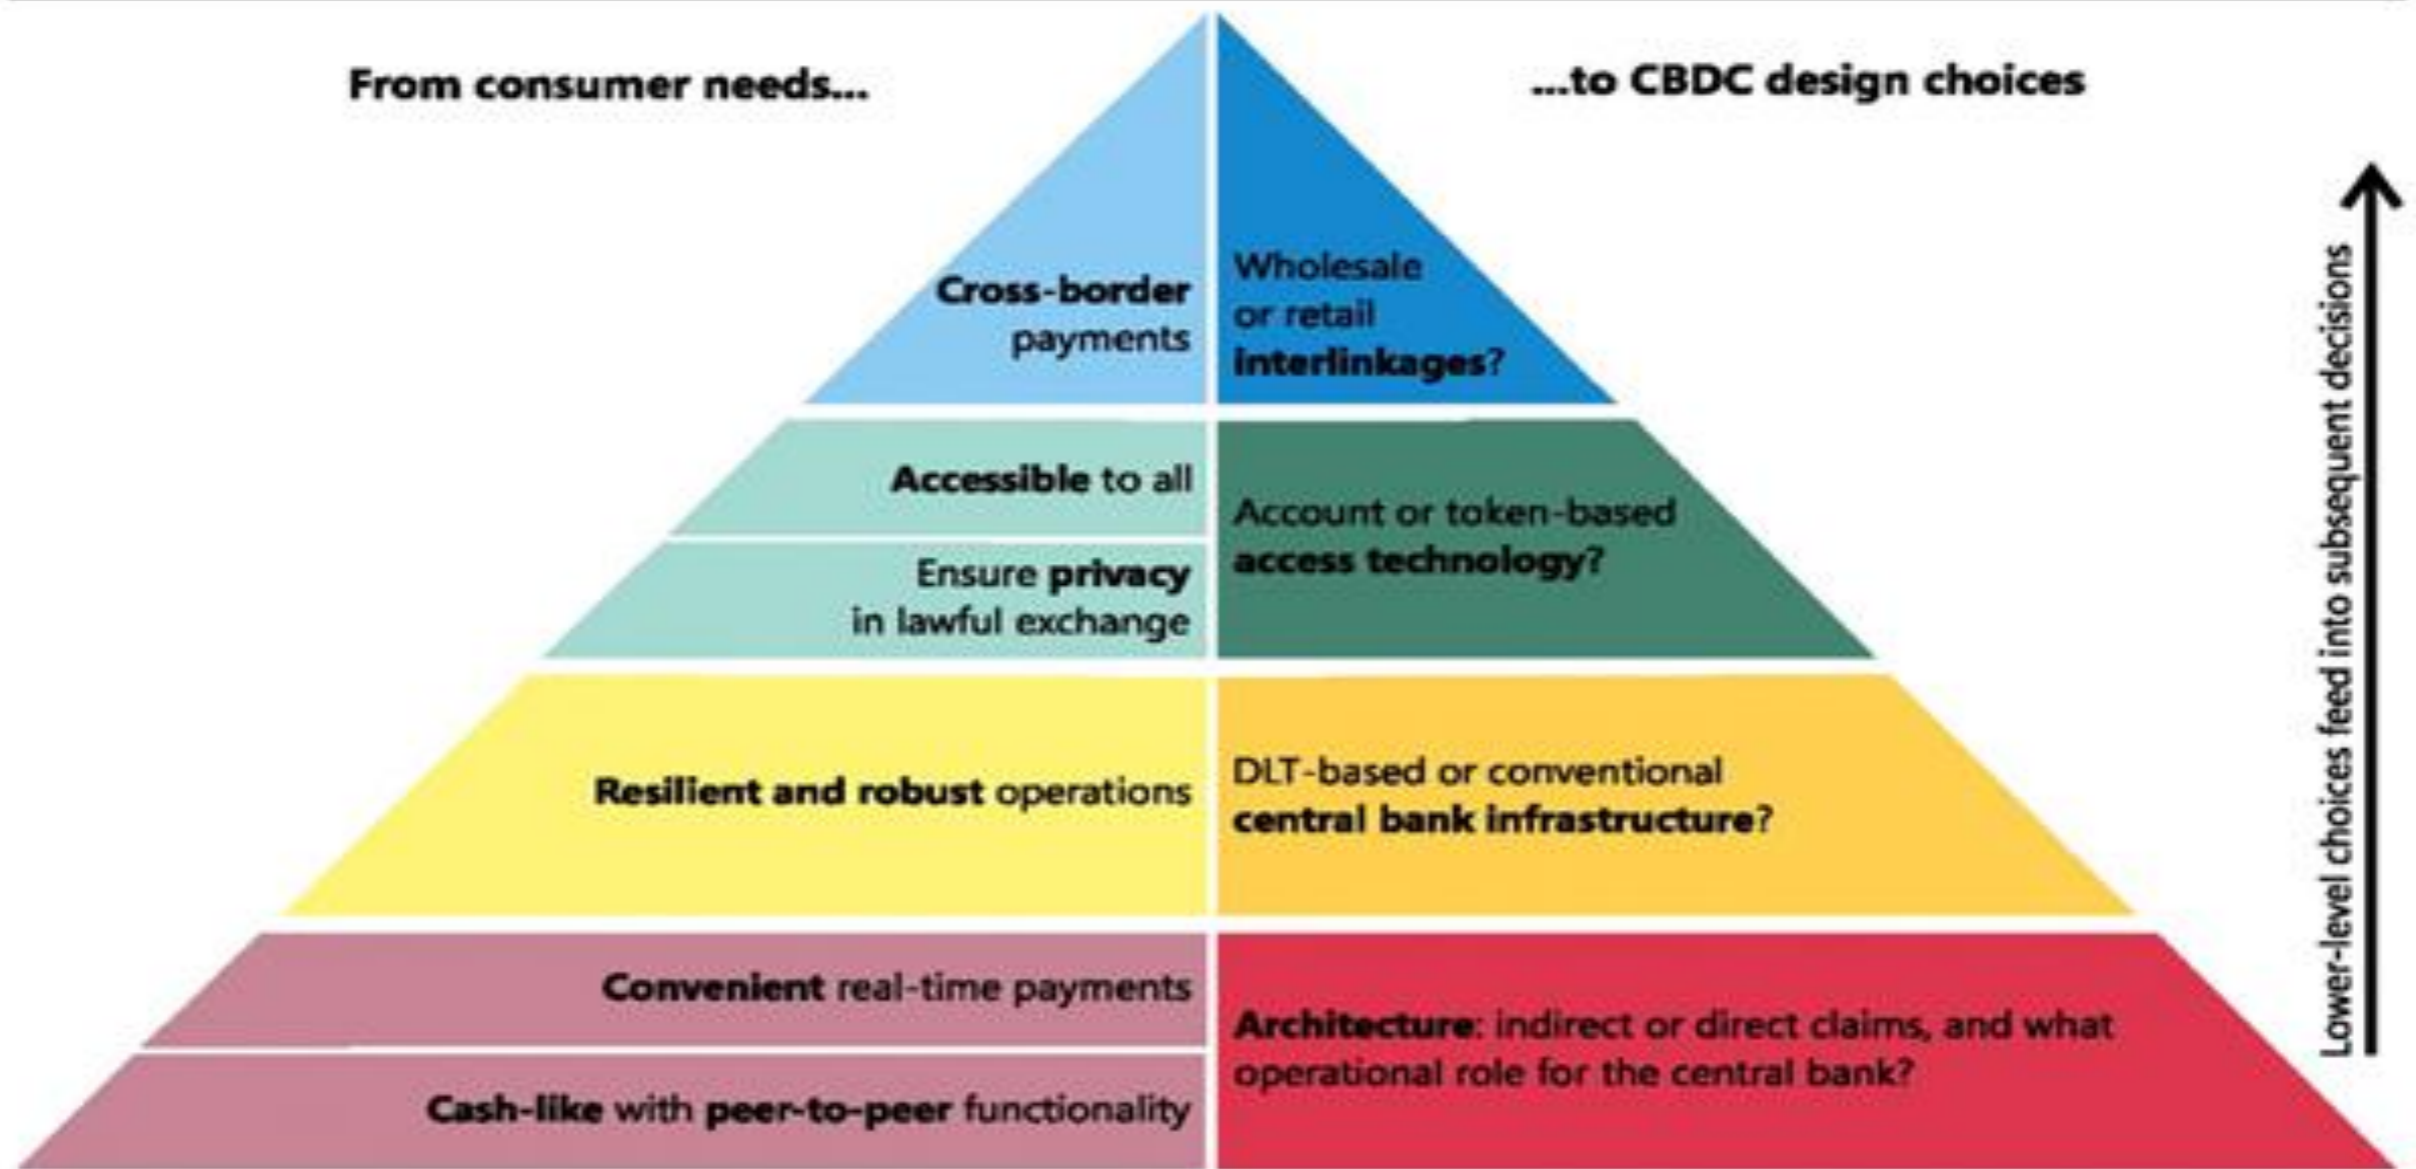 From consumer needs...
...to CBDC design choices
Cross-border
payments
Wholesale
or retail
interlinkages?
Accessible to all
Ensure privacy
in lawful exchange
Account or token-based
access technology?
Resilient and robust operations
DLT-based or conventional
central bank infrastructure?
Convenient real-time payments
Cash-like with peer-to-peer functionality
Architecture: indirect or direct claims, and what
operational role for the central bank?
Lower-level choices feed into subsequent decisions